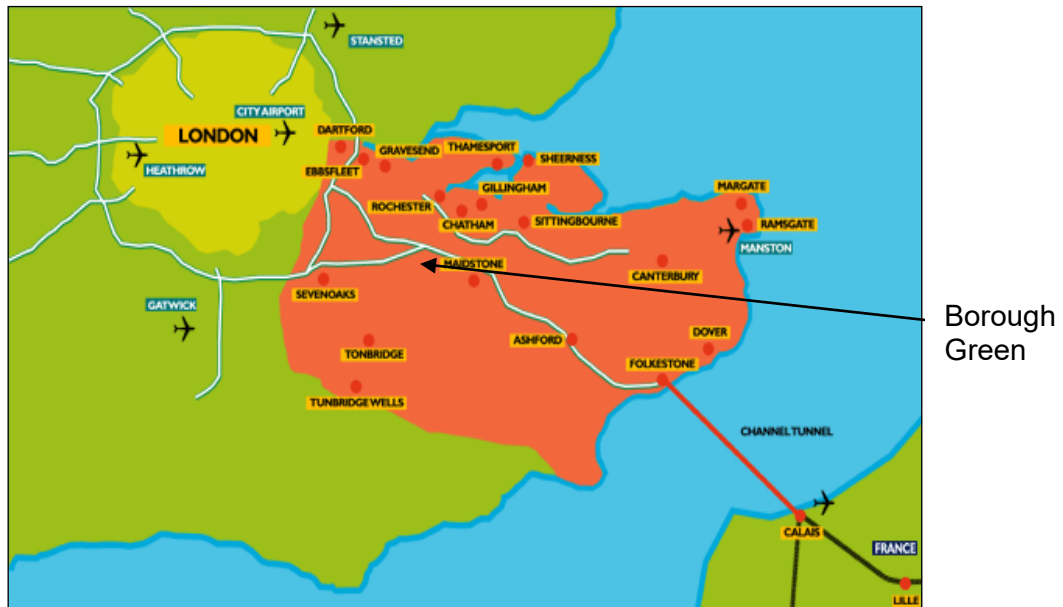 STANSTED
CITY AIRPORT
LONDON
DARTFORD
HEATHROW
EBBSFLEET
GRAVESEND
THAMESPORT
SHEERNESS
GILLINGHAM
ROCHESTER
CHATHAM
SITTINGBOURNE
MARGATE
RAMSGATE
MANSTON
MAIDSTONE
CANTERBURY
SEVENOAKS
GATWICK
Borough
Green
TONBRIDGE
ASHFORD
DOVER
FOLKESTONE
TUNBRIDGE WELLS
CHANNEL TUNNEL
CALAIS
FRANCE
LILLE